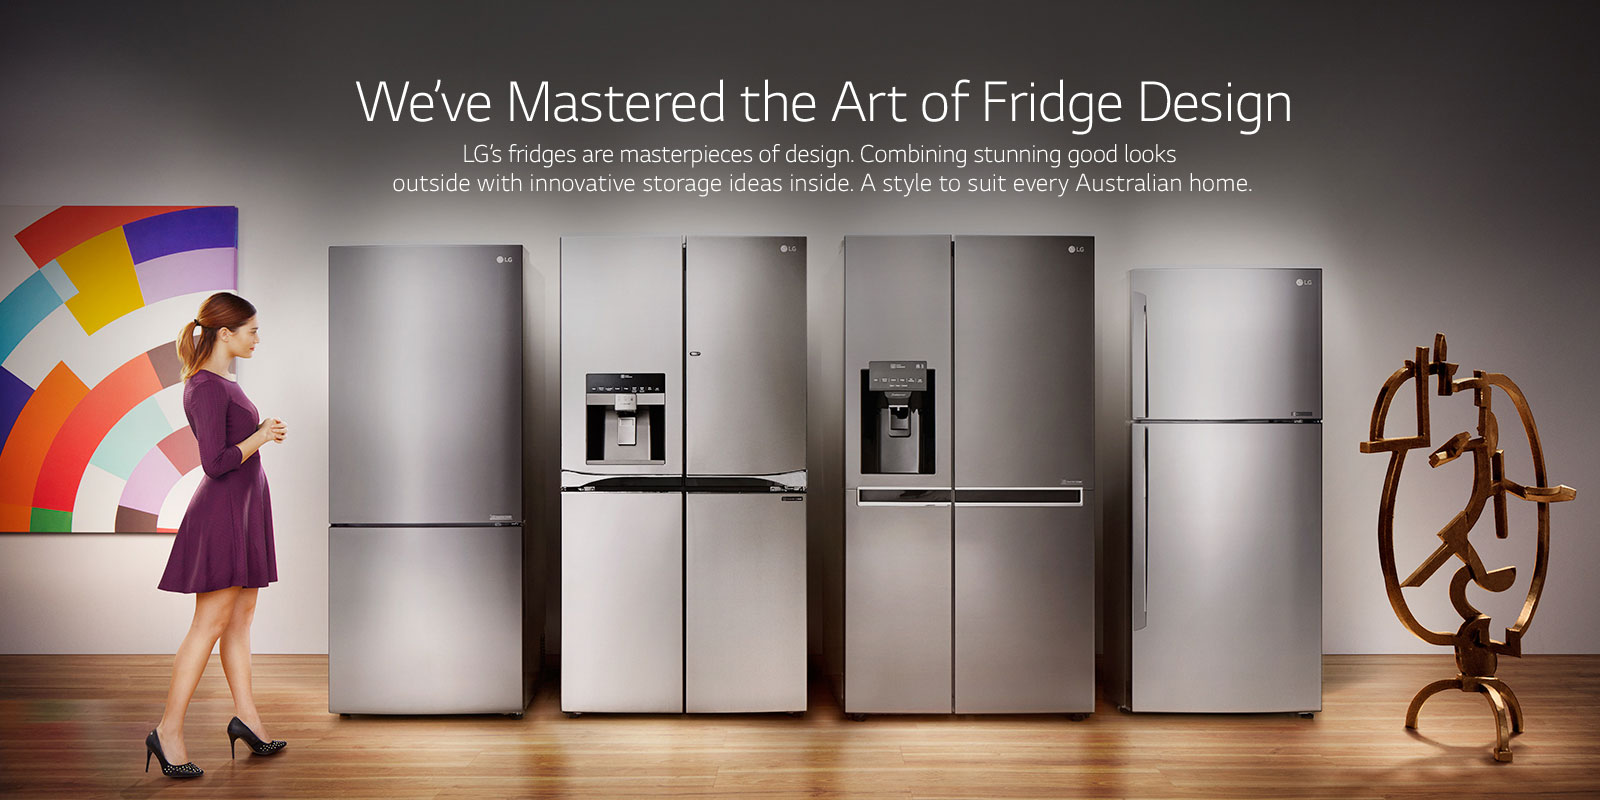 We've Mastered the Art of Fridge Design
LG's fridges are masterpieces of design. Combining stunning good looks
outside with innovative storage ideas inside. A style to suit every Australian home.
LG
LG
LG
LG